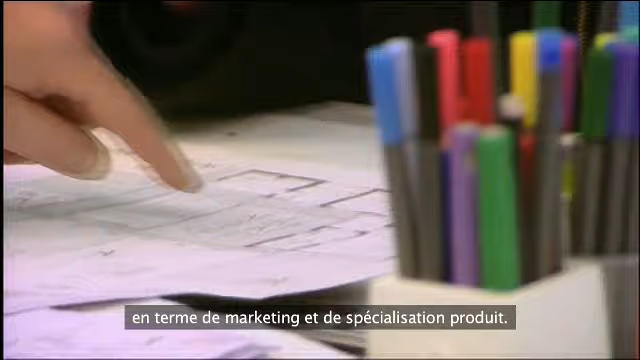 en terme de marketing et de spécialisation produit.